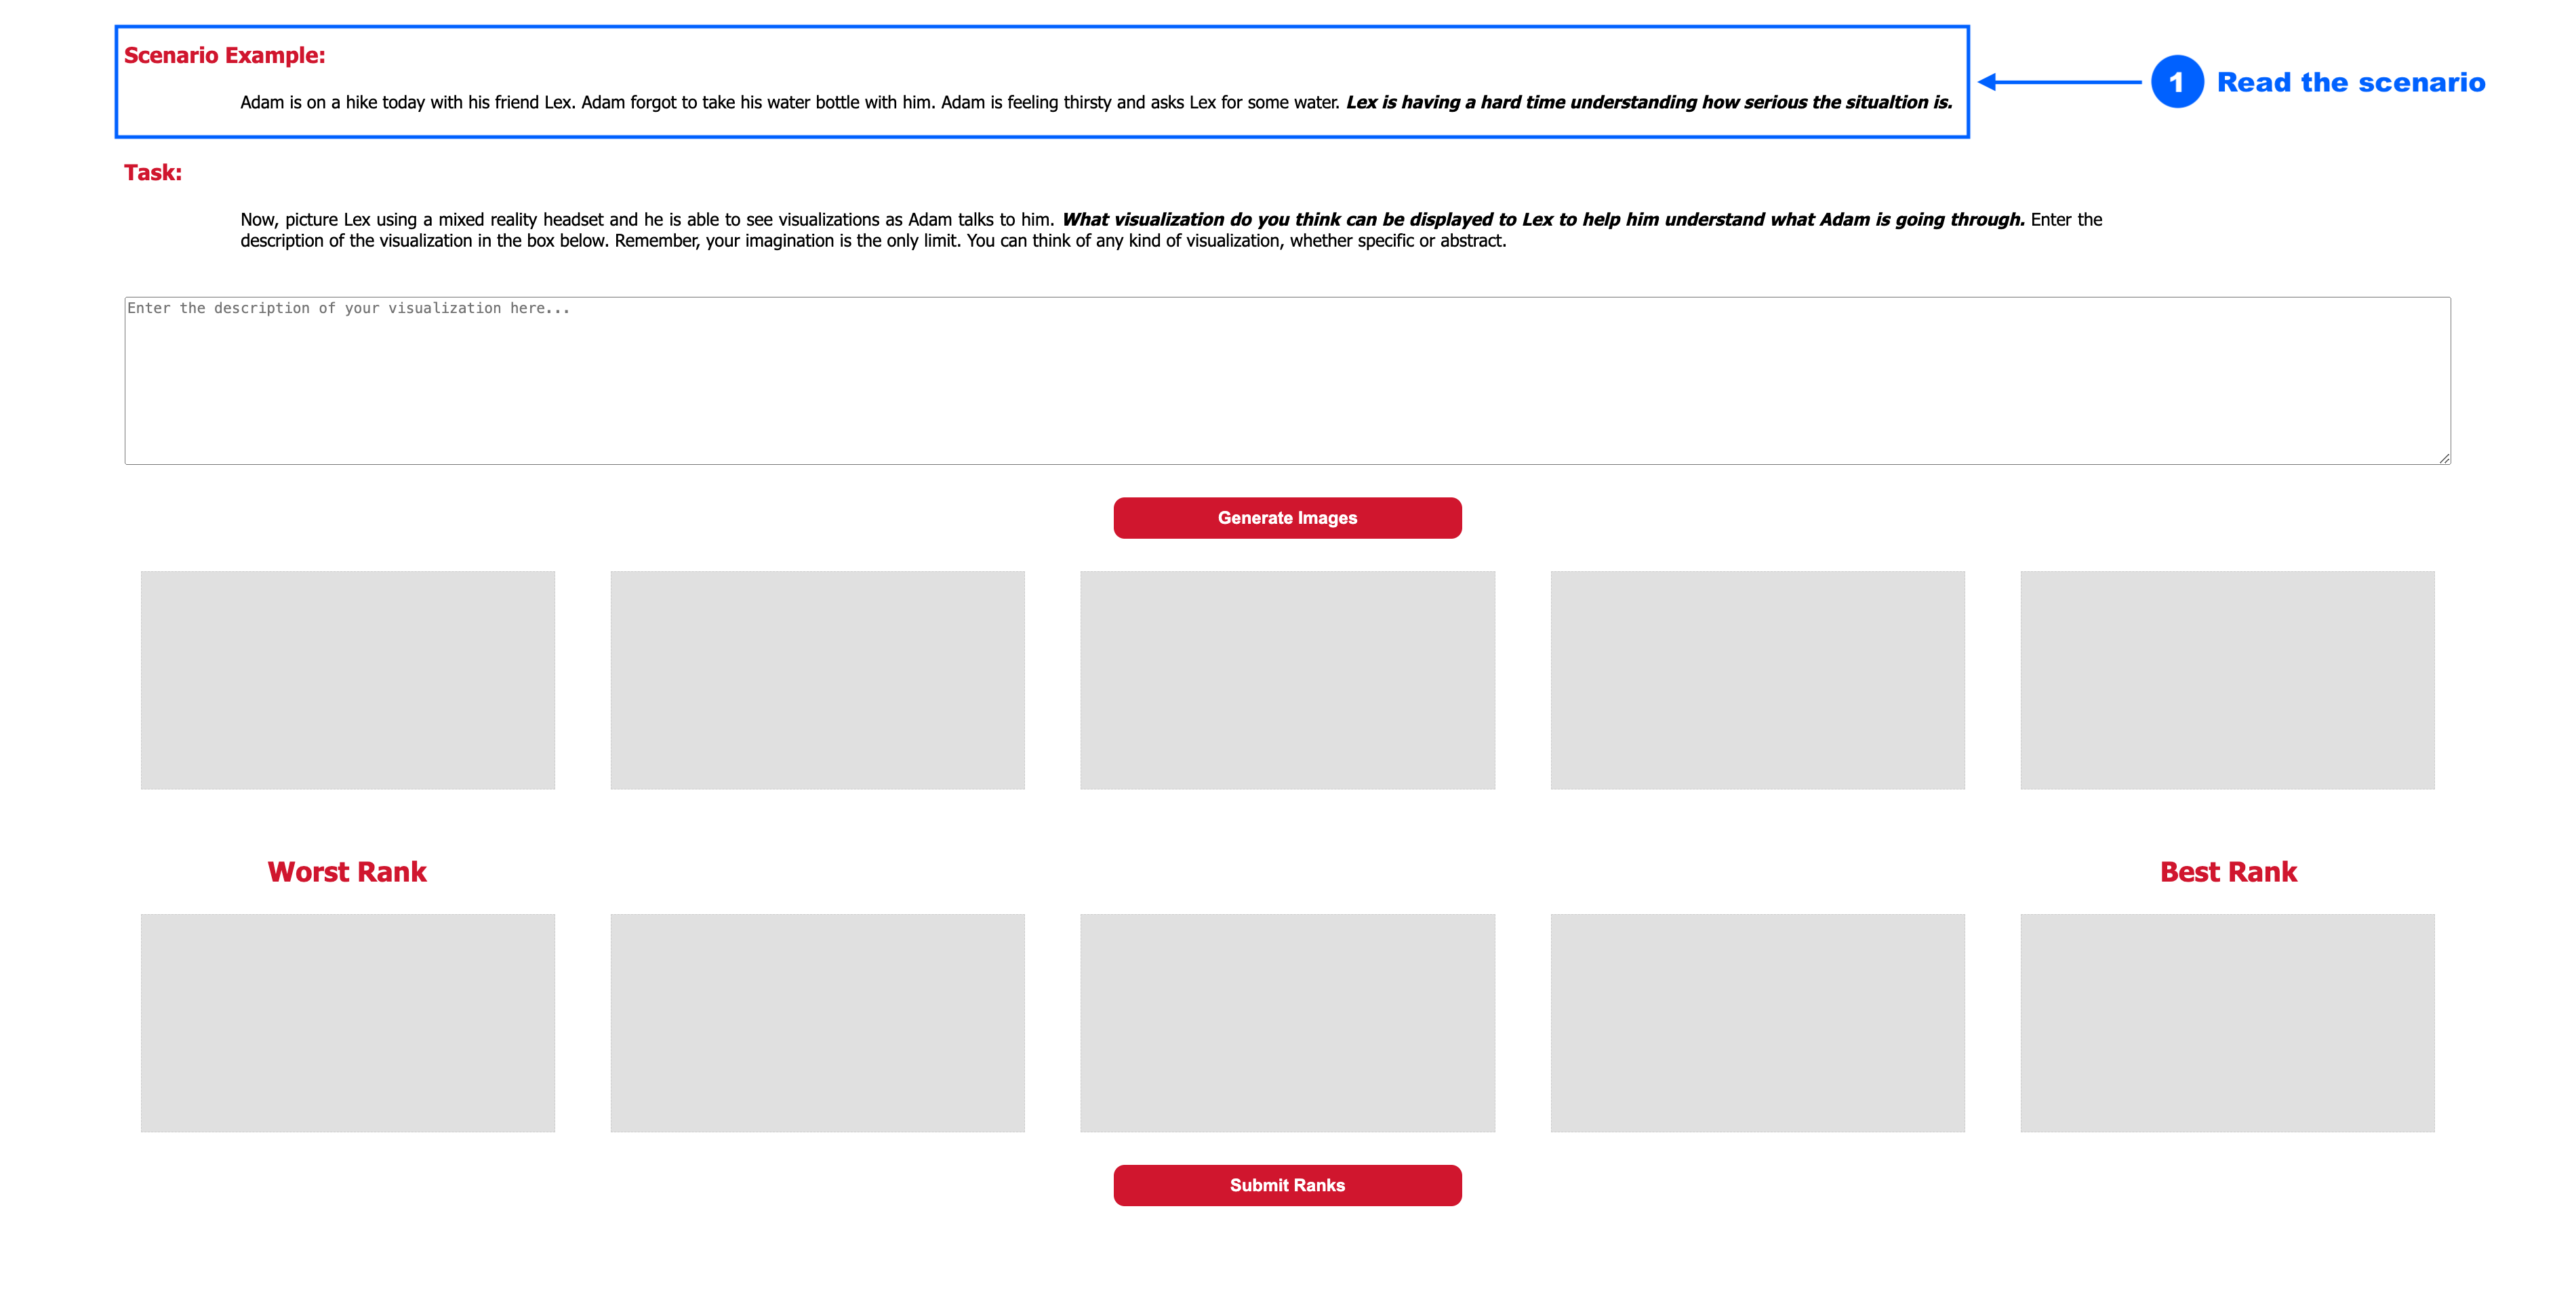 Scenario Example:
Adam is on a hike today with his friend Lex. Adam forgot to take his water bottle with him. Adam is feeling thirsty and asks Lex for some water. Lex is having a hard time understanding how serious the situaltion is.
1 Read the scenario
Task:
Now, picture Lex using a mixed reality headset and he is able to see visualizations as Adam talks to him. What visualization do you think can be displayed to Lex to help him understand what Adam is going through. Enter the
description of the visualization in the box below. Remember, your imagination is the only limit. You can think of any kind of visualization, whether specific or abstract.
Enter the description of your visualization here...
Generate Images
Worst Rank
Best Rank
Submit Ranks